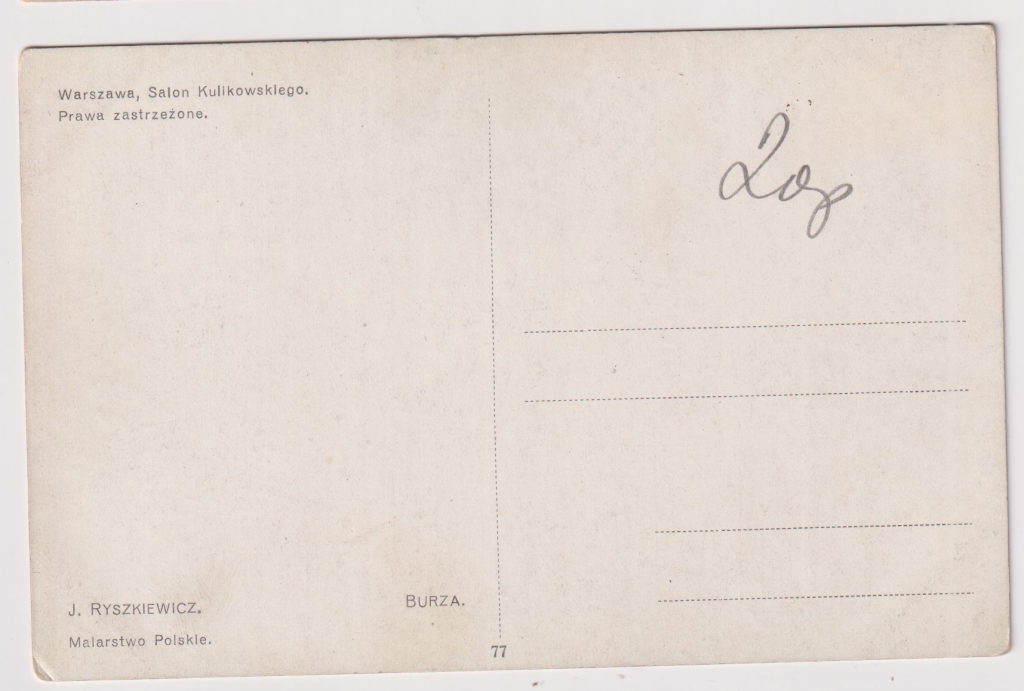 Warszawa, Salon Kulikowskiego.
Prawa zastrzeżone.
J. RYSZKIEWICZ.
BURZA.
Malarstwo Polskie.
77